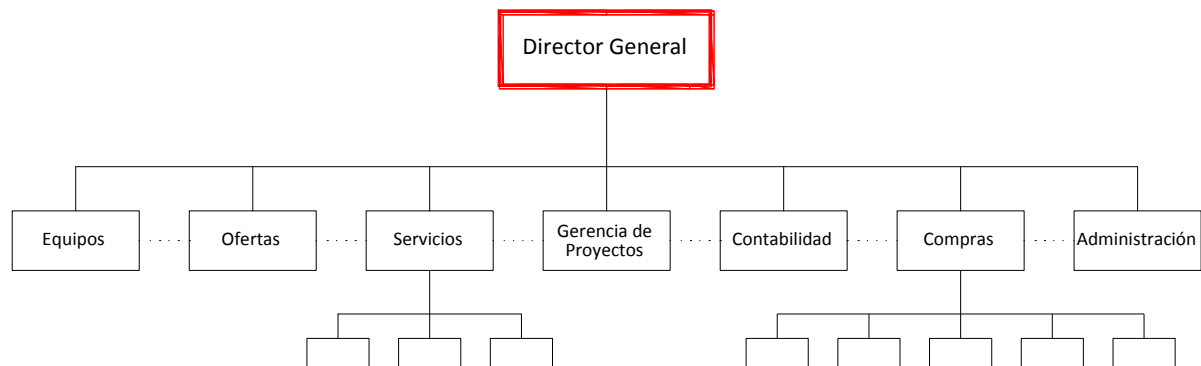 Director General
Equipos
Ofertas
Servicios
Gerencia de
Proyectos
Contabilidad
Compras
Administración